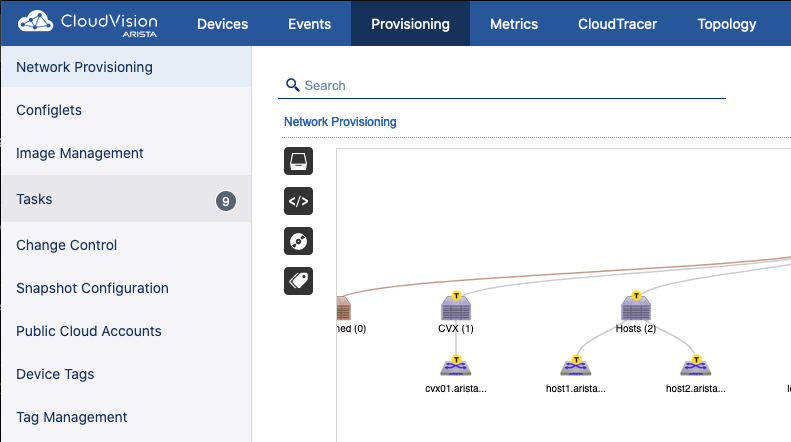 CloudVision
ARISTA
Devices
Events
Provisioning
Metrics
CloudTracer
Topology
Network Provisioning
Configlets
Image Management
Tasks
9
Change Control
Snapshot Configuration
Public Cloud Accounts
Device Tags
Tag Management
Search
Network Provisioning
</>
T
T
ned (0)
CVX (1)
Hosts (2)
T
T
T
cvx01.arista...
host1.arista...
host2.arista...